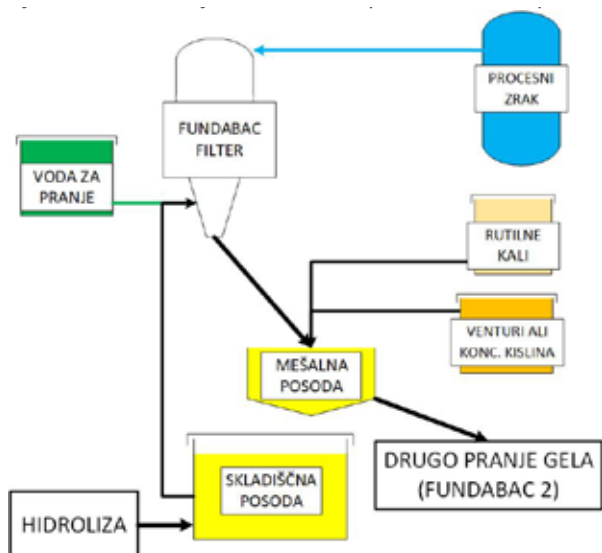 PROCESNI
ZRAK
FUNDABAC
FILTER
VODA ZA
PRANJE
RUTILNE
KALI
VENTURI ALI
KONC. KISLINA
MEŠALNA
POSODA
DRUGO PRANJE GELA
(FUNDABAC 2)
SKLADIŠČNA
POSODA
HIDROLIZA